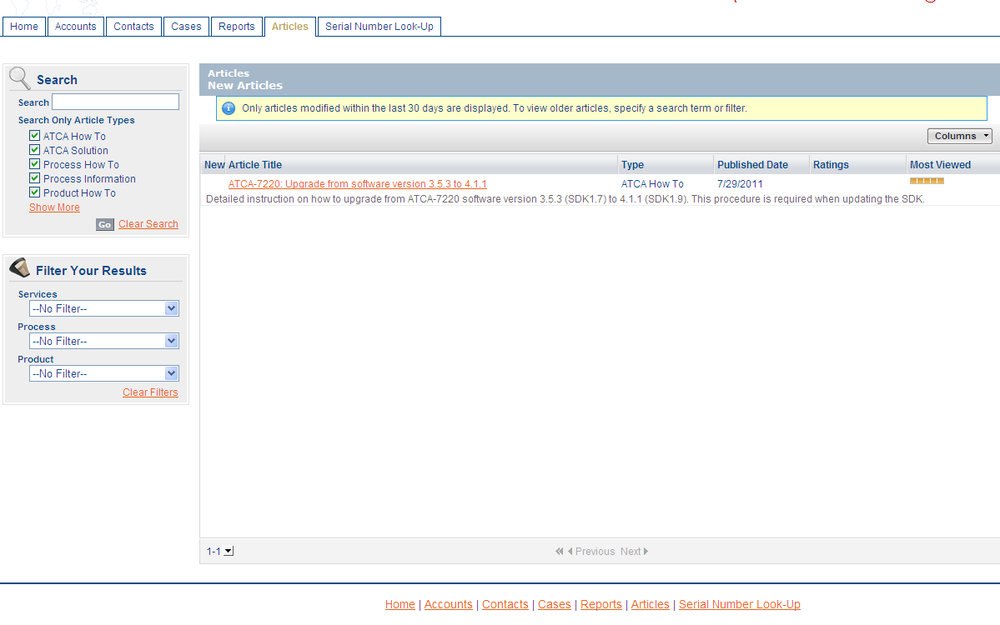 Home Accounts Contacts Cases Reports Articles Serial Number Look-Up
Search
Search
Search Only Article Types
ATCA How To
ATCA Solution
Process How To
Process Information
Product How To
Show More
Go Clear Search
Filter Your Results
Services
--No Filter--
Process
--No Filter--
Product
--No Filter--
Clear Filters
Articles
New Articles
Only articles modified within the last 30 days are displayed. To view older articles, specify a search term or filter.
Columns
New Article Title Type Published Date Ratings Most Viewed
ATCA-7220: Upgrade from software version 3.5.3 to 4.1.1 ATCA How To 7/29/2011
Detailed instruction on how to upgrade from ATCA-7220 software version 3.5.3 (SDK1.7) to 4.1.1 (SDK1.9). This procedure is required when updating the SDK.
1-1 Previous Next
Home | Accounts | Contacts | Cases | Reports | Articles | Serial Number Look-Up